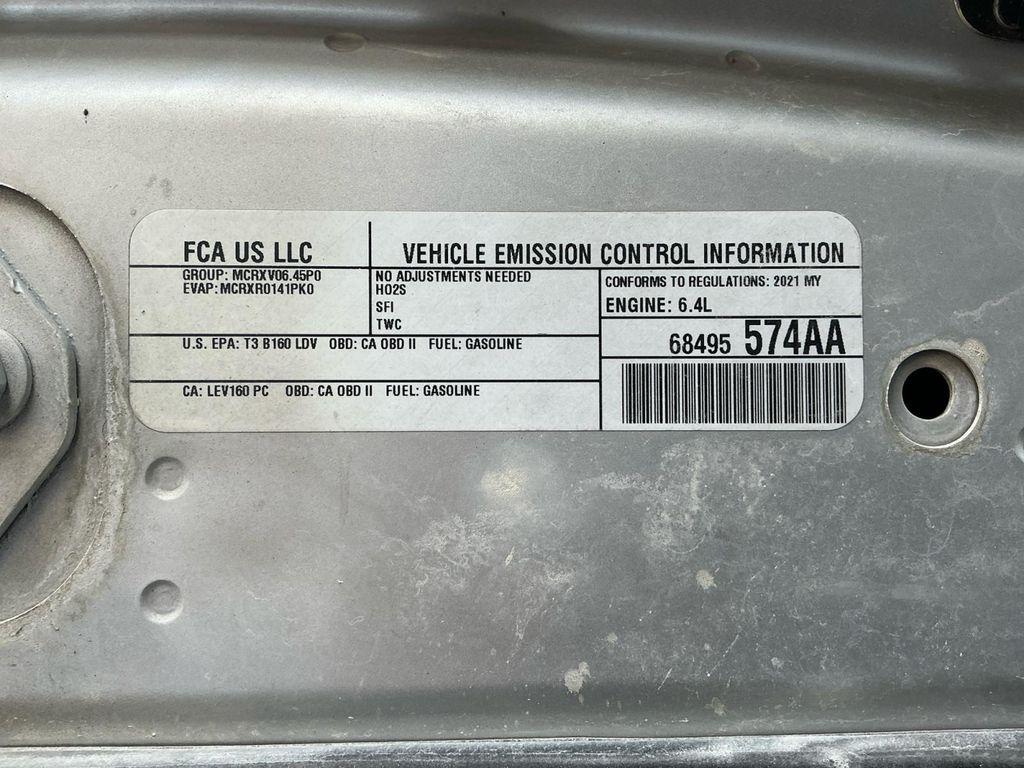 FCA US LLC
VEHICLE EMISSION CONTROL INFORMATION
GROUP: MCRXV06.45P0
EVAP: MCRXR0141PK0
NO ADJUSTMENTS NEEDED
HO2S
SFI
TWC
CONFORMS TO REGULATIONS: 2021 MY
ENGINE: 6.4L
U.S. EPA: T3 B160 LDV OBD: CA OBD II FUEL: GASOLINE
68495 574AA
CA: LEV160 PC OBD: CA OBD II FUEL: GASOLINE